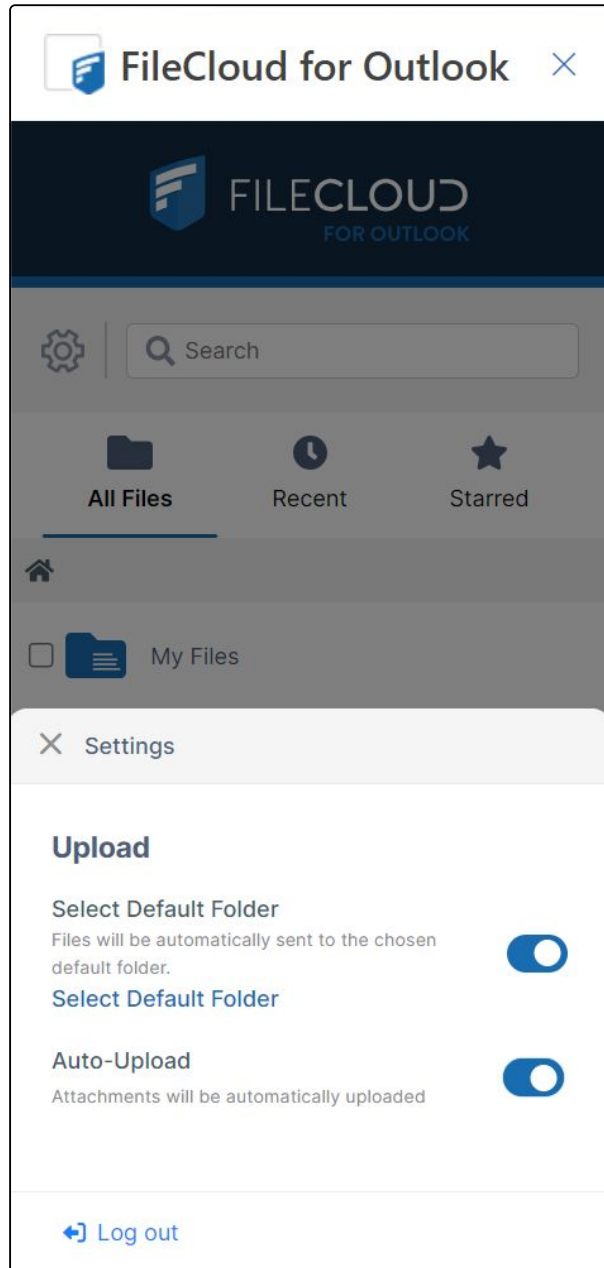 FileCloud for Outlook
FILECLOUD
FOR OUTLOOK
Search
All Files
Recent
Starred
My Files
Settings
Upload
Select Default Folder
Files will be automatically sent to the chosen
default folder.
Select Default Folder
Auto-Upload
Attachments will be automatically uploaded
Log out